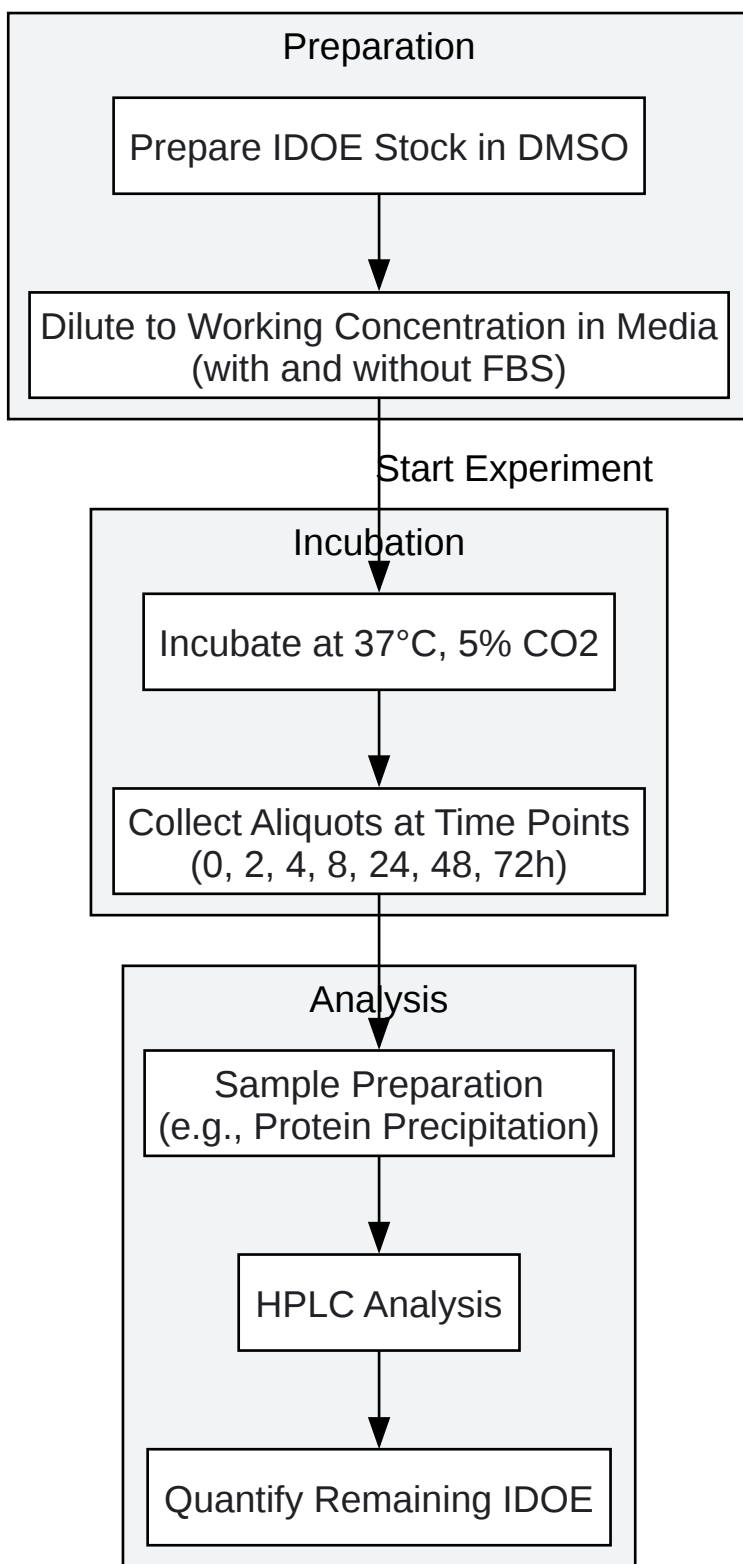 Preparation
Prepare IDOE Stock in DMSO
Dilute to Working Concentration in Media
(with and without FBS)
Start Experiment
Incubation
Incubate at 37°C, 5% CO2
Collect Aliquots at Time Points
(0, 2, 4, 8, 24, 48, 72h)
Analysis
Sample Preparation
(e.g., Protein Precipitation)
HPLC Analysis
Quantify Remaining IDOE